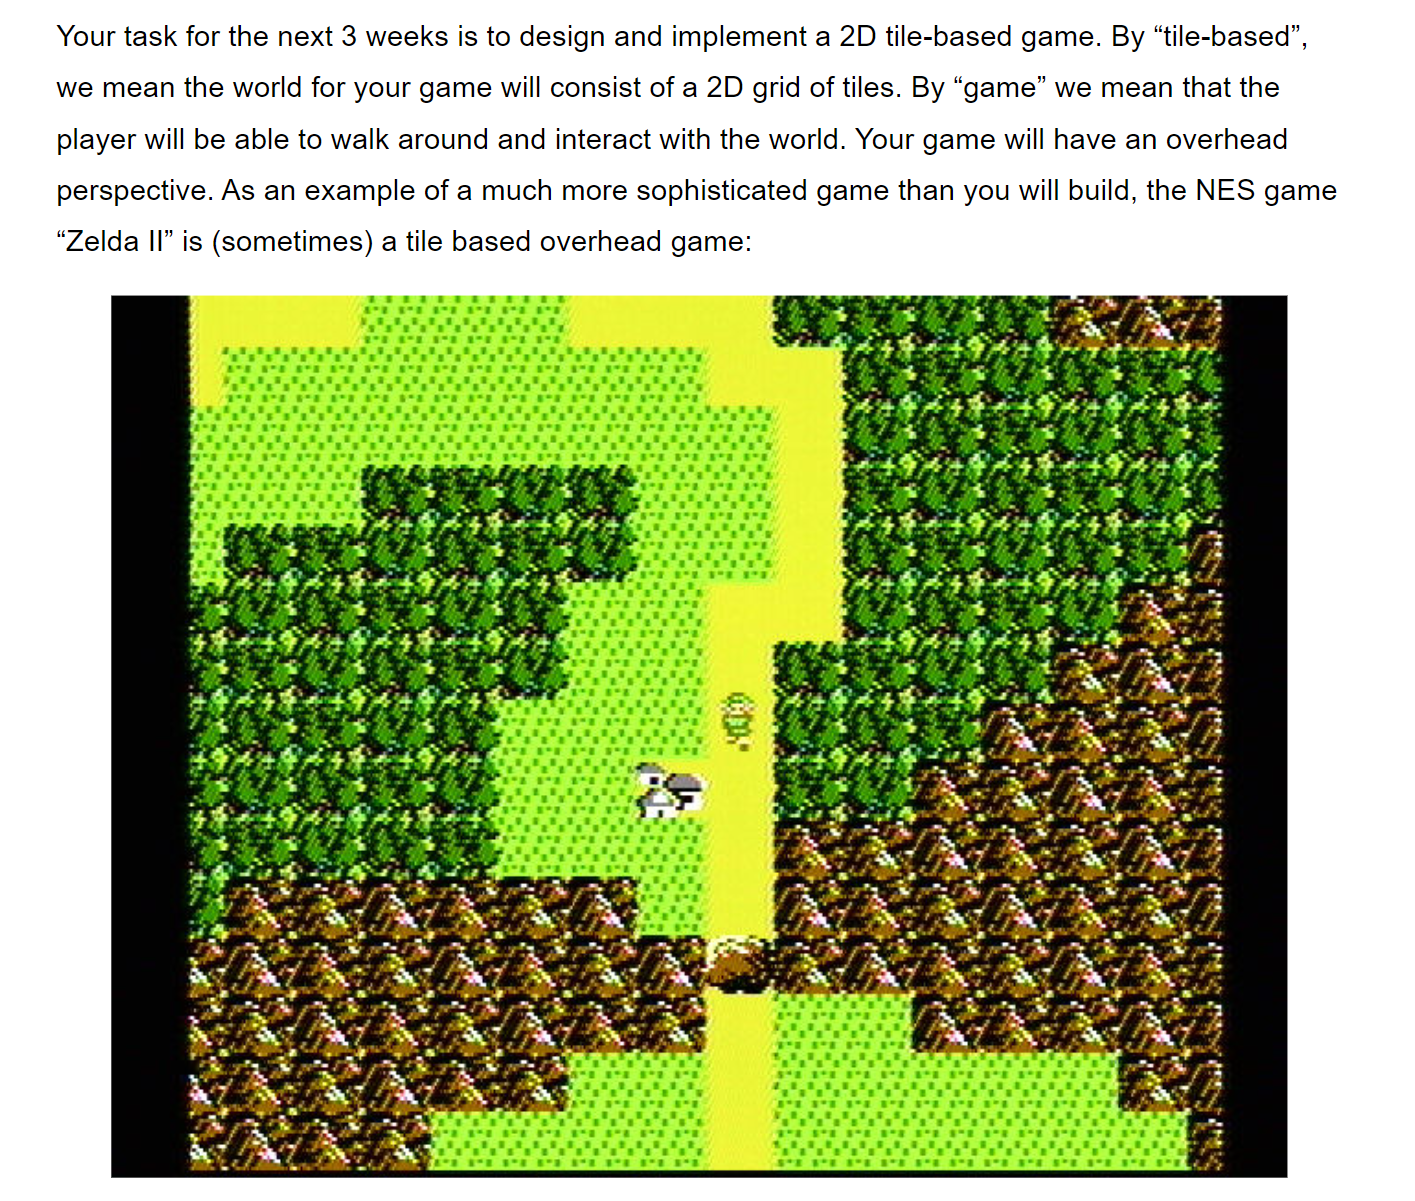 Your task for the next 3 weeks is to design and implement a 2D tile-based game. By “tile-based”,
we mean the world for your game will consist of a 2D grid of tiles. By “game” we mean that the
player will be able to walk around and interact with the world. Your game will have an overhead
perspective. As an example of a much more sophisticated game than you will build, the NES game
“Zelda II” is (sometimes) a tile based overhead game: